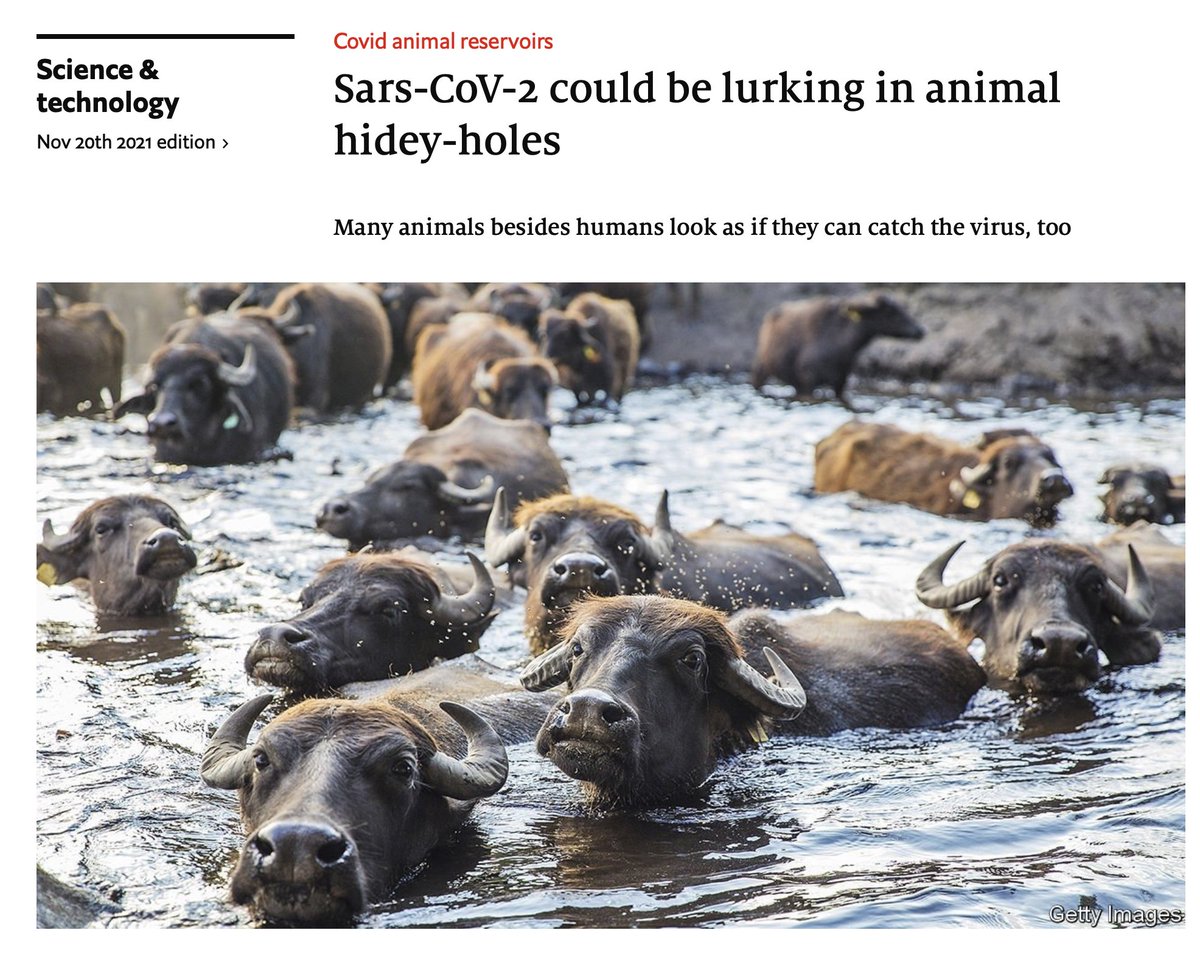 Science &
technology
Nov 20th 2021 edition ›
Covid animal reservoirs
Sars-CoV-2 could be lurking in animal
hidey-holes
Many animals besides humans look as if they can catch the virus, too
Getty Images